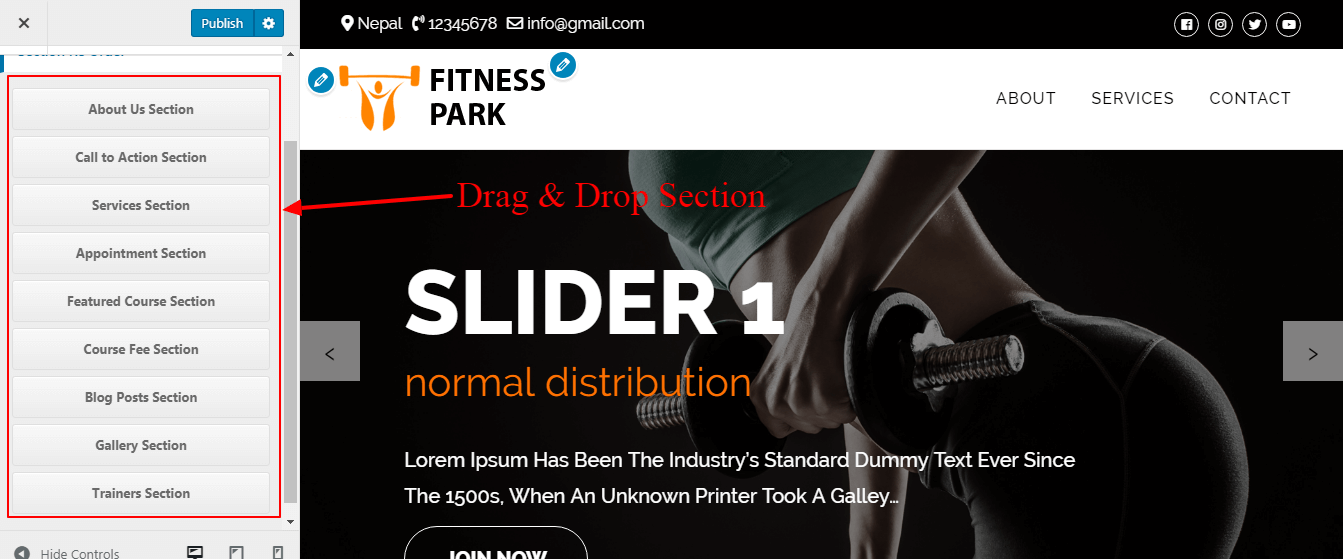 Publish
About Us Section
Call to Action Section
Services Section
Appointment Section
Featured Course Section
Course Fee Section
Blog Posts Section
Gallery Section
Trainers Section
Hide Controls
Nepal 12345678 info@gmail.com
FITNESS
PARK
ABOUT SERVICES CONTACT
Drag & Drop Section
SLIDER 1
normal distribution
Lorem Ipsum Has Been The Industry’s Standard Dummy Text Ever Since
The 1500s, When An Unknown Printer Took A Galley…
JOIN NOW